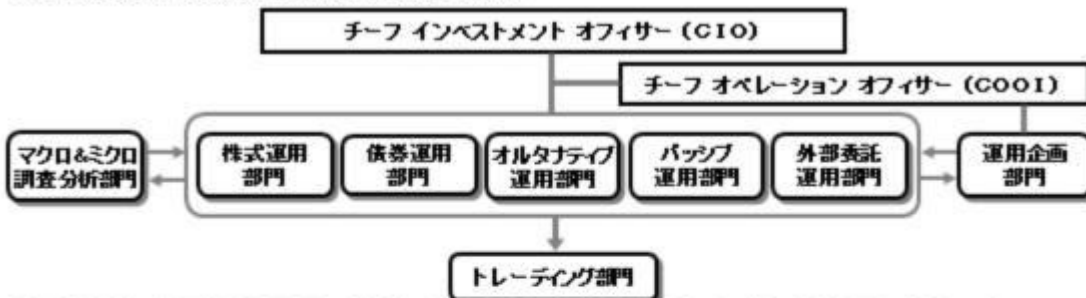 チーフ インベストメント オフィサー (CIO)
チーフ オペレーション オフィサー (COOI)
マクロ&ミクロ
調査分析部門
株式運用
部門
債券運用
部門
オルタナティブ
運用部門
パッシブ
運用部門
外部委託
運用部門
運用企画
部門
トレーディング部門